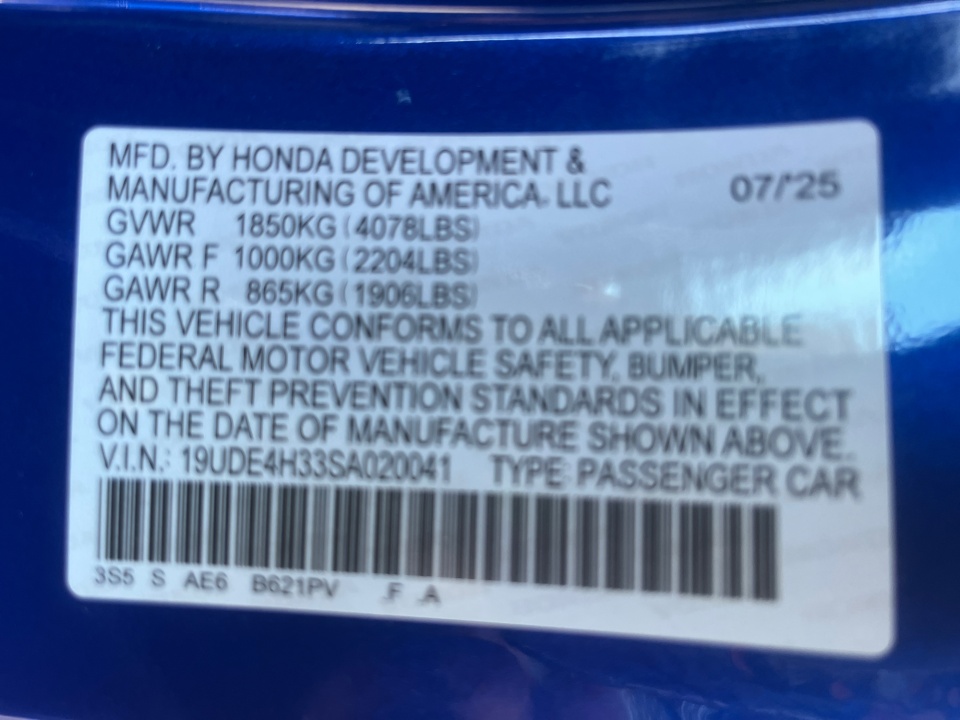 MFD. BY HONDA DEVELOPMENT &
MANUFACTURING OF AMERICA, LLC 07/'25
GVWR 1850KG (4078LBS)
GAWR F 1000KG (2204LBS)
GAWR R 865KG (1906LBS)
THIS VEHICLE CONFORMS TO ALL APPLICABLE
FEDERAL MOTOR VEHICLE SAFETY, BUMPER,
AND THEFT PREVENTION STANDARDS IN EFFECT
ON THE DATE OF MANUFACTURE SHOWN ABOVE.
V.I.N.: 19UDE4H33SA020041 TYPE: PASSENGER CAR
3S5 S AE6 B621PV .F .A